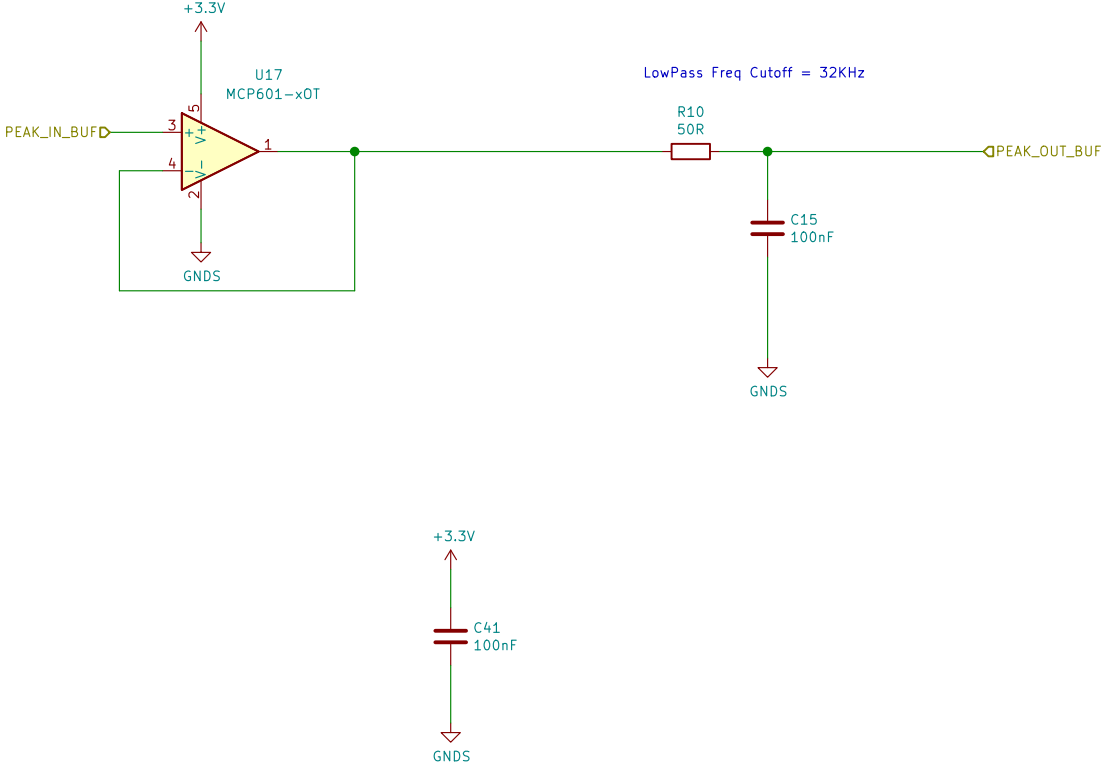 +3.3V
U17
MCP601-xOT
LowPass Freq Cutoff = 32KHz
R10
50R
5
V+
PEAK_IN_BUF
3
+
1
PEAK_OUT_BUF
4
-
V-
2
C15
100nF
GNDS
GNDS
+3.3V
C41
100nF
GNDS